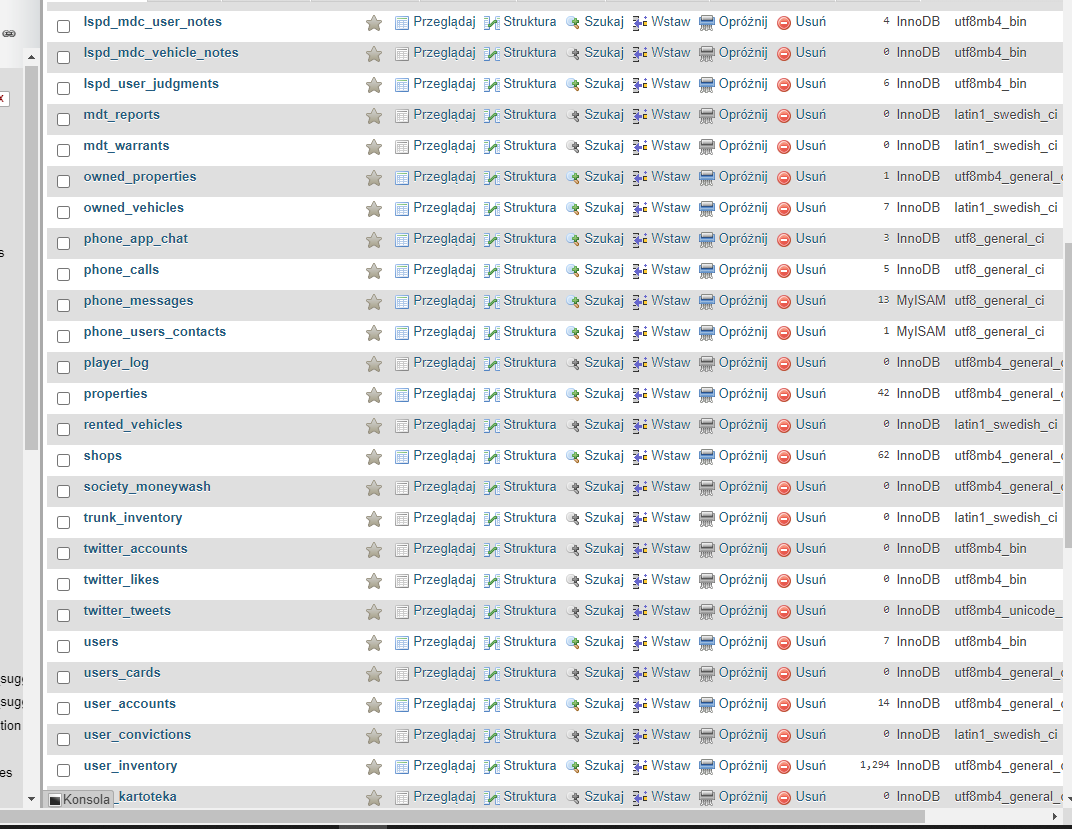 lspd_mdc_user_notes Przeglądaj Struktura Szukaj Wstaw Opróżnij Usuń 4 InnoDB utf8mb4_bin
lspd_mdc_vehicle_notes Przeglądaj Struktura Szukaj Wstaw Opróżnij Usuń 0 InnoDB utf8mb4_bin
lspd_user_judgments Przeglądaj Struktura Szukaj Wstaw Opróżnij Usuń 6 InnoDB utf8mb4_bin
x
mdt_reports Przeglądaj Struktura Szukaj Wstaw Opróżnij Usuń 0 InnoDB latin1_swedish_ci
mdt_warrants Przeglądaj Struktura Szukaj Wstaw Opróżnij Usuń 0 InnoDB latin1_swedish_ci
owned_properties Przeglądaj Struktura Szukaj Wstaw Opróżnij Usuń 1 InnoDB utf8mb4_general_c
owned_vehicles Przeglądaj Struktura Szukaj Wstaw Opróżnij Usuń 7 InnoDB latin1_swedish_ci
phone_app_chat Przeglądaj Struktura Szukaj Wstaw Opróżnij Usuń 3 InnoDB utf8_general_ci
s
phone_calls Przeglądaj Struktura Szukaj Wstaw Opróżnij Usuń 5 InnoDB utf8_general_ci
phone_messages Przeglądaj Struktura Szukaj Wstaw Opróżnij Usuń 13 MyISAM utf8_general_ci
phone_users_contacts Przeglądaj Struktura Szukaj Wstaw Opróżnij Usuń 1 MyISAM utf8_general_ci
player_log Przeglądaj Struktura Szukaj Wstaw Opróżnij Usuń 0 InnoDB utf8mb4_general_c
properties Przeglądaj Struktura Szukaj Wstaw Opróżnij Usuń 42 InnoDB utf8mb4_general_c
rented_vehicles Przeglądaj Struktura Szukaj Wstaw Opróżnij Usuń 0 InnoDB latin1_swedish_ci
shops Przeglądaj Struktura Szukaj Wstaw Opróżnij Usuń 62 InnoDB utf8mb4_general_c
society_moneywash Przeglądaj Struktura Szukaj Wstaw Opróżnij Usuń 0 InnoDB utf8mb4_general_c
trunk_inventory Przeglądaj Struktura Szukaj Wstaw Opróżnij Usuń 0 InnoDB latin1_swedish_ci
twitter_accounts Przeglądaj Struktura Szukaj Wstaw Opróżnij Usuń 0 InnoDB utf8mb4_bin
twitter_likes Przeglądaj Struktura Szukaj Wstaw Opróżnij Usuń 0 InnoDB utf8mb4_bin
twitter_tweets Przeglądaj Struktura Szukaj Wstaw Opróżnij Usuń 0 InnoDB utf8mb4_unicode_
users Przeglądaj Struktura Szukaj Wstaw Opróżnij Usuń 7 InnoDB utf8mb4_bin
users_cards Przeglądaj Struktura Szukaj Wstaw Opróżnij Usuń 0 InnoDB utf8mb4_general_c
sugg
user_accounts Przeglądaj Struktura Szukaj Wstaw Opróżnij Usuń 14 InnoDB utf8mb4_general_c
sugg
tion
user_convictions Przeglądaj Struktura Szukaj Wstaw Opróżnij Usuń 0 InnoDB latin1_swedish_ci
user_inventory Przeglądaj Struktura Szukaj Wstaw Opróżnij Usuń 1,294 InnoDB utf8mb4_general_c
es
_kartoteka Przeglądaj Struktura Szukaj Wstaw Opróżnij Usuń 0 InnoDB utf8mb4_general_c
Konsola